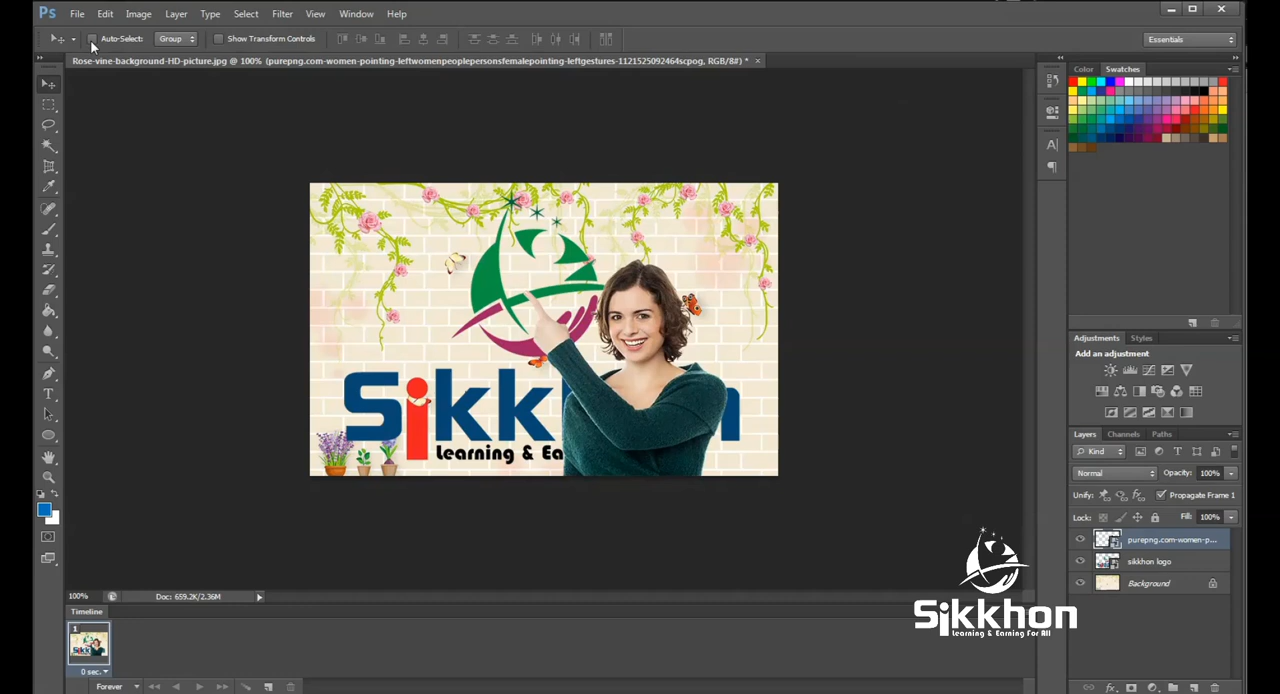 Ps File Edit Image Layer Type Select Filter View Window Help
Auto-Select: Group Show Transform Controls Essentials
Rose-vine-background-HD-picture.jpg @ 100% (purepng.com-women-pointing-leftwomenpeoplepersonsfemalepointing-leftgestures-1121525092464scpog, RGB/8#) * ×
Color Swatches
Sikkhon
Learning & Ea
Adjustments Styles
Add an adjustment
Layers Channels Paths
Kind
Normal Opacity: 100%
Unify: Propagate Frame 1
Lock: Fill: 100%
purepng.com-women-p...
sikkhon logo
Background
100% Doc: 659.2K/2.36M
Timeline
1
0 sec.
Forever
Sikkhon
Learning & Earning For All